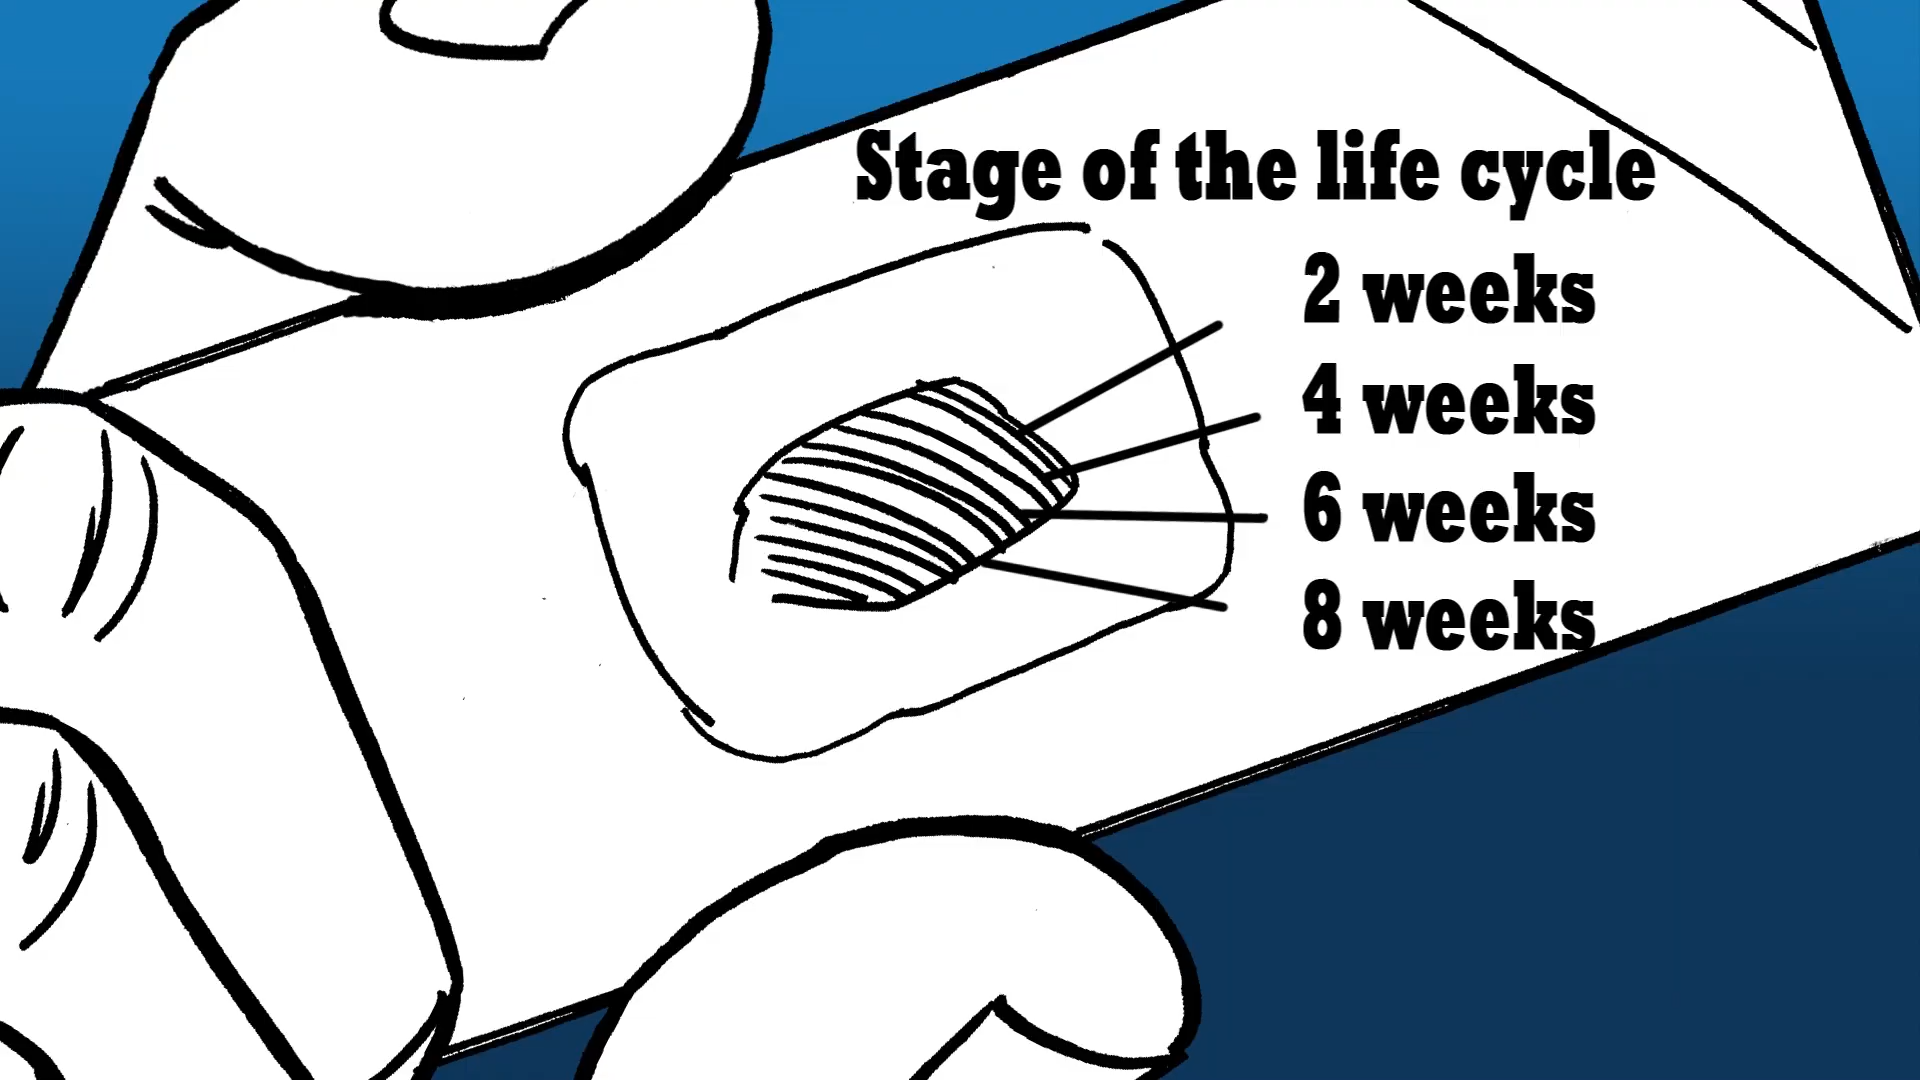 Stage of the life cycle
2 weeks
4 weeks
6 weeks
8 weeks